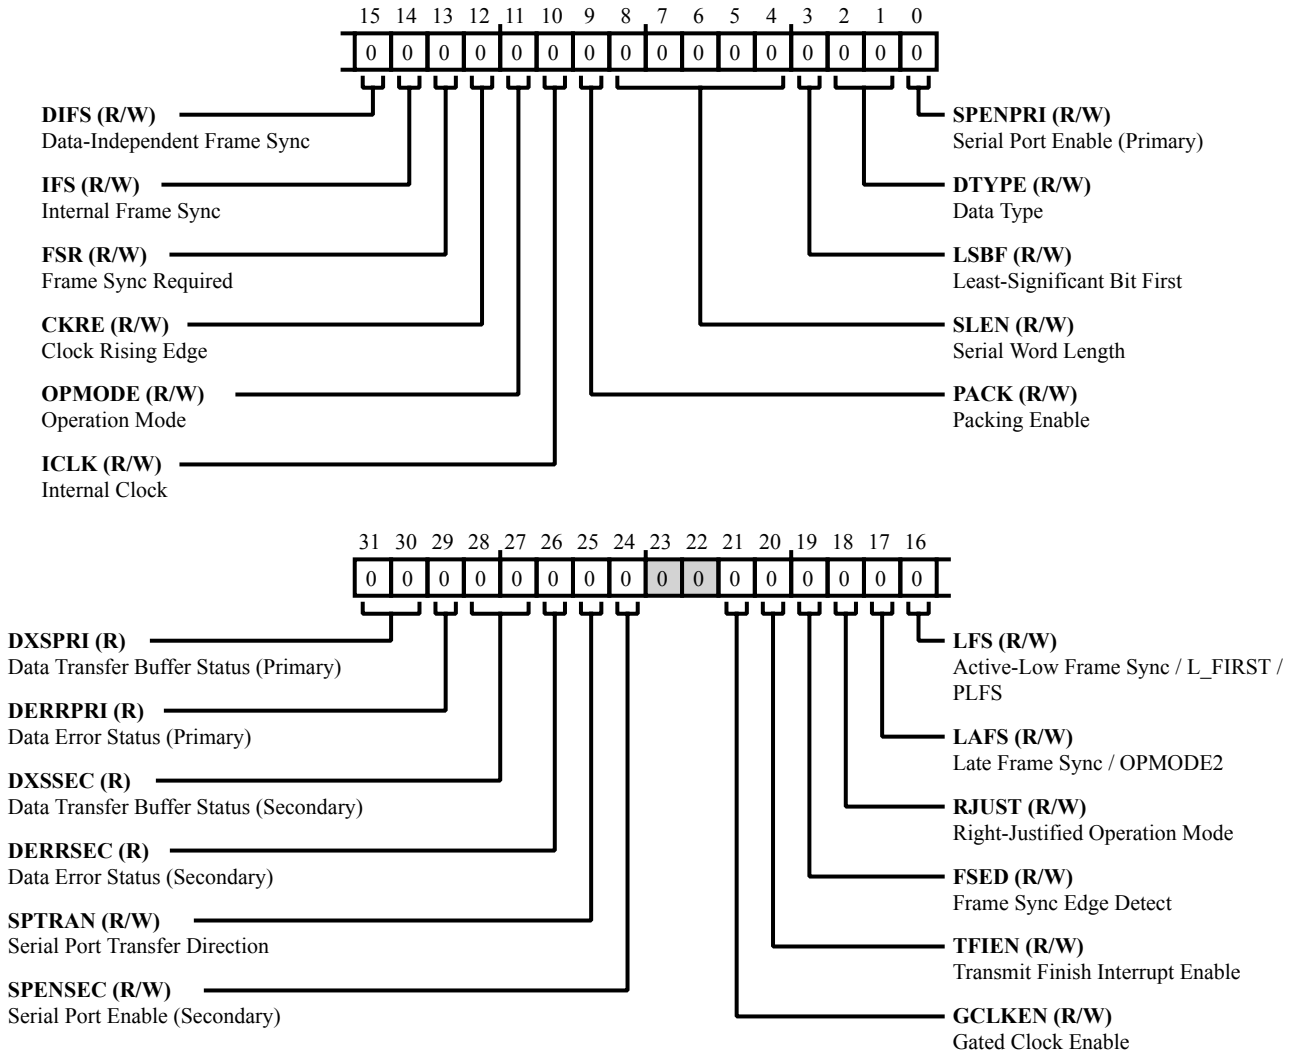 15 14 13 12 11 10 9 8 7 6 5 4 3 2 1 0
0 0 0 0 0 0 0 0 0 0 0 0 0 0 0 0
DIFS (R/W)
Data-Independent Frame Sync
IFS (R/W)
Internal Frame Sync
FSR (R/W)
Frame Sync Required
CKRE (R/W)
Clock Rising Edge
OPMODE (R/W)
Operation Mode
ICLK (R/W)
Internal Clock
SPENPRI (R/W)
Serial Port Enable (Primary)
DTYPE (R/W)
Data Type
LSBF (R/W)
Least-Significant Bit First
SLEN (R/W)
Serial Word Length
PACK (R/W)
Packing Enable
31 30 29 28 27 26 25 24 23 22 21 20 19 18 17 16
0 0 0 0 0 0 0 0 0 0 0 0 0 0 0 0
DXSPRI (R)
Data Transfer Buffer Status (Primary)
DERRPRI (R)
Data Error Status (Primary)
DXSSEC (R)
Data Transfer Buffer Status (Secondary)
DERRSEC (R)
Data Error Status (Secondary)
SPTRAN (R/W)
Serial Port Transfer Direction
SPENSEC (R/W)
Serial Port Enable (Secondary)
LFS (R/W)
Active-Low Frame Sync / L_FIRST /
PLFS
LAFS (R/W)
Late Frame Sync / OPMODE2
RJUST (R/W)
Right-Justified Operation Mode
FSED (R/W)
Frame Sync Edge Detect
TFIEN (R/W)
Transmit Finish Interrupt Enable
GCLKEN (R/W)
Gated Clock Enable